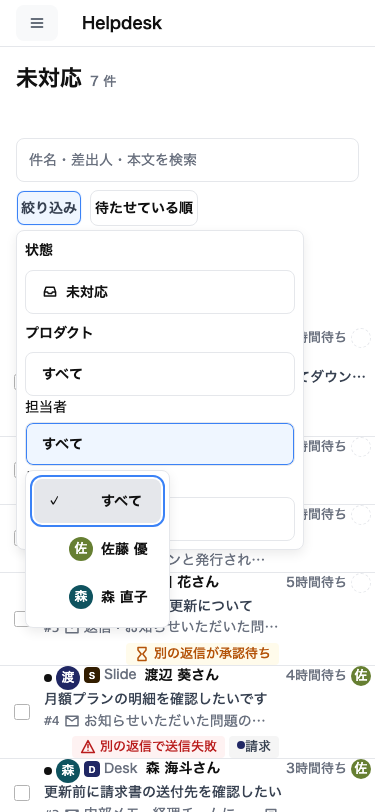 Helpdesk
未対応 7 件
件名・差出人・本文を検索
絞り込み 待たせている順
状態
未対応
プロダクト
すべて
時間待ち
てダウン…
担当者
すべて
時間待ち
✓ すべて
時間待ち
佐 佐藤 優
ンと発行され…
花さん 5時間待ち
森 森 直子
更新について
#5 返信・お知らせいただいた問…
別の返信が承認待ち
渡 S Slide 渡辺 葵さん 4時間待ち 佐
月額プランの明細を確認したいです
#4 お知らせいただいた問題の…
別の返信で送信失敗 請求
森 D Desk 森 海斗さん 3時間待ち 佐
更新前に請求書の送付先を確認したい